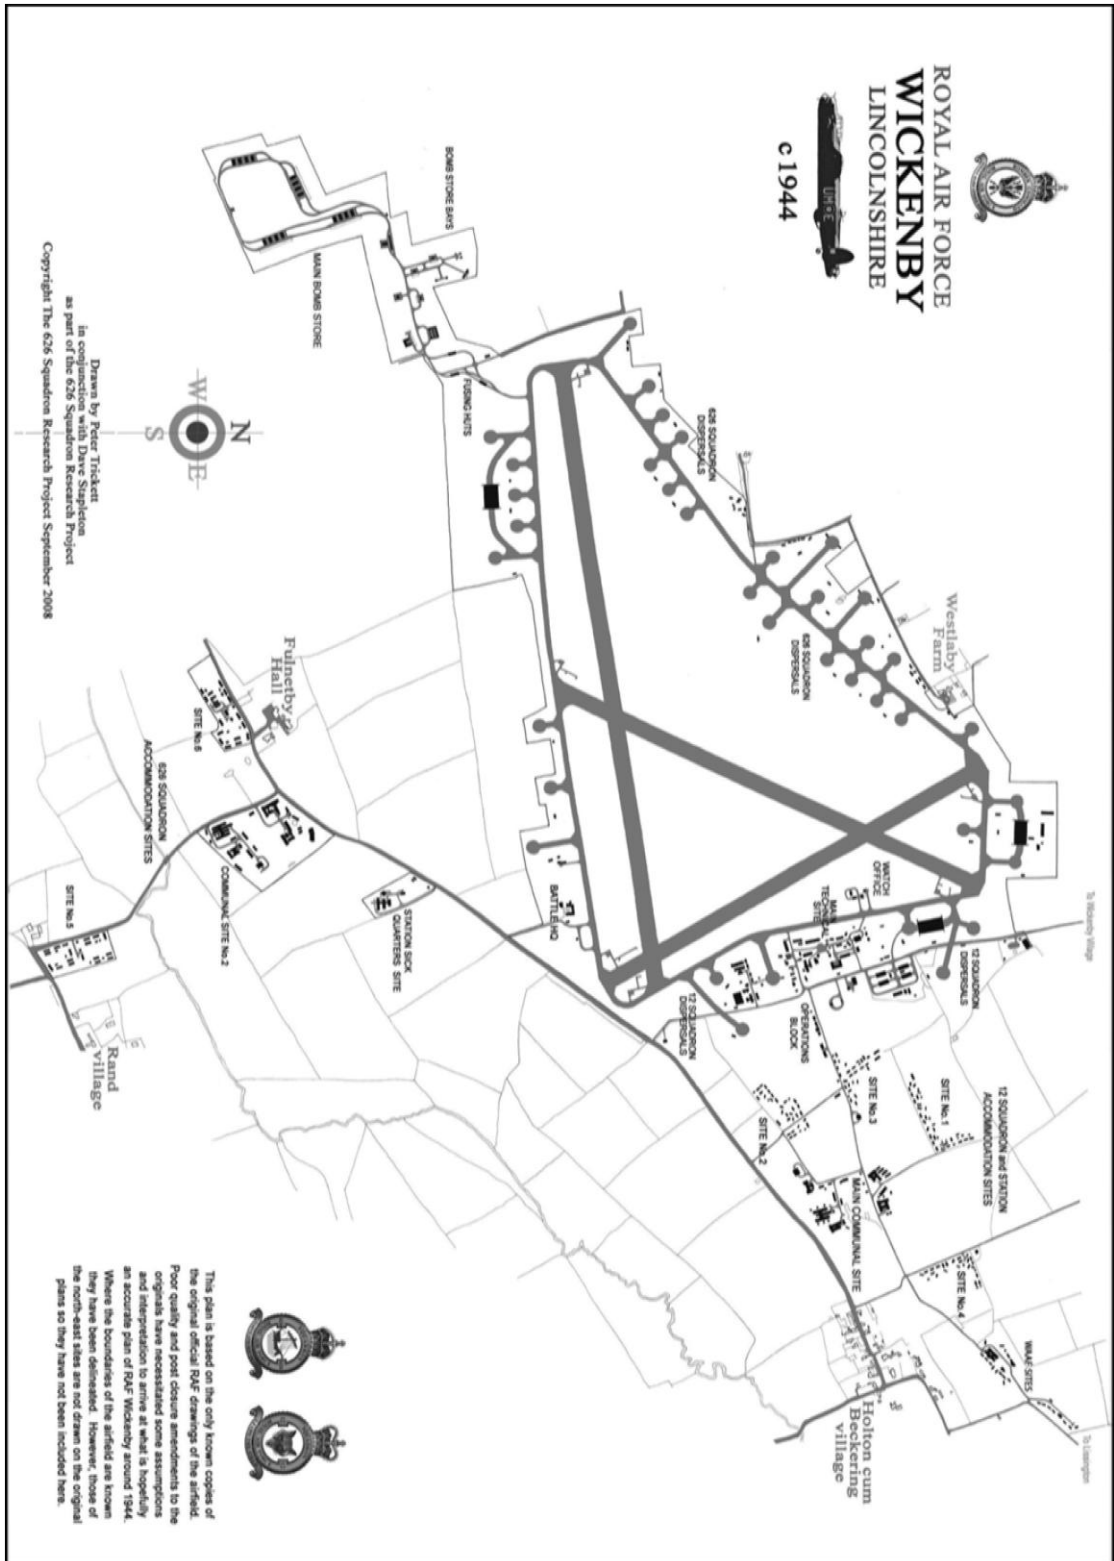 ROYAL AIR FORCE
WICKENBY
LINCOLNSHIRE
c 1944
UM E
BOMB STORE BAYS
MAIN BOMB STORE
FUSING HUTS
626 SQUADRON
DISPERSALS
626 SQUADRON
DISPERSALS
Westlaby
Farm
To Wickenby Village
12 SQUADRON
DISPERSALS
WATCH
OFFICE
MAIN
TECHNICAL
SITE
OPERATIONS
BLOCK
12 SQUADRON
DISPERSALS
BATTLE HQ
12 SQUADRON and STATION
ACCOMMODATION SITES
SITE No.1
SITE No.3
SITE No.2
MAIN COMMUNAL SITE
SITE No.4
WAAF SITES
To Lissington
Holton cum
Beckering
village
STATION SICK
QUARTERS SITE
COMMUNAL SITE No.2
Fulnetby
Hall
SITE No.6
626 SQUADRON
ACCOMMODATION SITES
SITE No.5
Rand
village
N
W E
S
Drawn by Peter Trickett
in conjunction with Dave Stapleton
as part of the 626 Squadron Research Project
Copyright The 626 Squadron Research Project September 2008
This plan is based on the only known copies of
the original official RAF drawings of the airfield.
Poor quality and post closure amendments to the
originals have necessitated some assumptions
and interpretation to arrive at what is hopefully
an accurate plan of RAF Wickenby around 1944.
Where the boundaries of the airfield are known
they have been delineated. However, those of
the north-east sites are not drawn on the original
plans so they have not been included here.